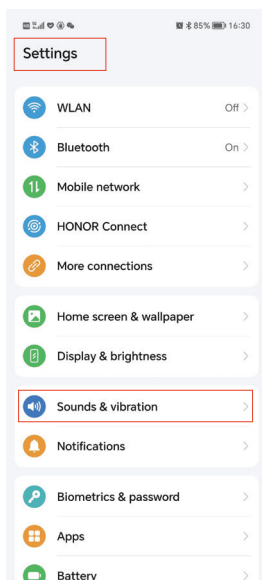 85% 16:30
Settings
WLAN Off
Bluetooth On
Mobile network
HONOR Connect
More connections
Home screen & wallpaper
Display & brightness
Sounds & vibration
Notifications
Biometrics & password
Apps
Battery